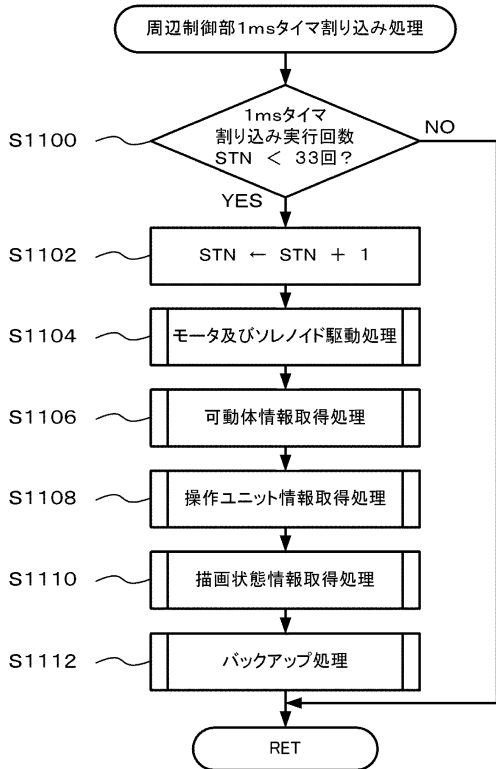 周辺制御部1msタイマ割り込み処理
S1100
1msタイマ
割り込み実行回数
STN < 33回?
NO
YES
S1102
STN ← STN + 1
S1104
モータ及びソレノイド駆動処理
S1106
可動体情報取得処理
S1108
操作ユニット情報取得処理
S1110
描画状態情報取得処理
S1112
バックアップ処理
RET